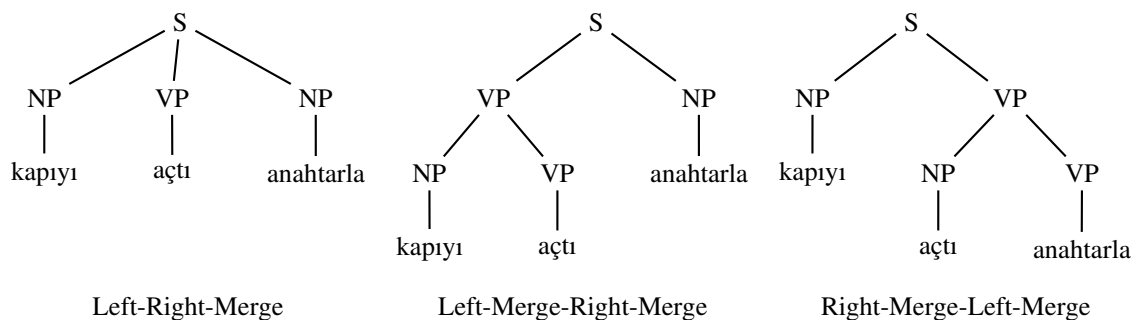 S S S
NP VP NP VP NP NP VP
kapıyı açtı anahtarla NP VP anahtarla kapıyı NP VP
kapıyı açtı açtı anahtarla
Left-Right-Merge Left-Merge-Right-Merge Right-Merge-Left-Merge